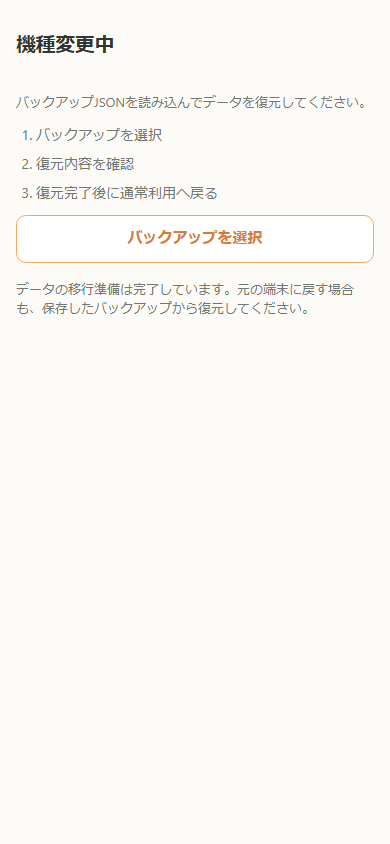 機種変更中
バックアップJSONを読み込んでデータを復元してください。
1. バックアップを選択
2. 復元内容を確認
3. 復元完了後に通常利用へ戻る
バックアップを選択
データの移行準備は完了しています。元の端末に戻す場合
も、保存したバックアップから復元してください。